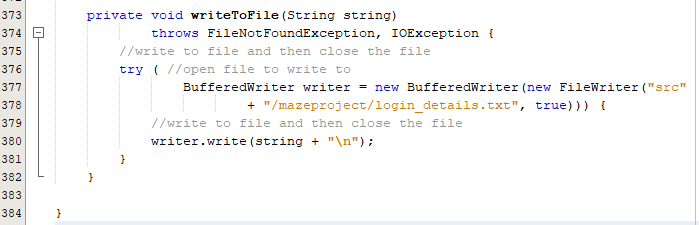 373 private void writeToFile(String string)
374 throws FileNotFoundException, IOException {
375 //write to file and then close the file
376 try ( //open file to write to
377 BufferedWriter writer = new BufferedWriter(new FileWriter("src"
378 + "/mazeproject/login_details.txt", true))) {
379 //write to file and then close the file
380 writer.write(string + "\n");
381 }
382 }
383
384 }